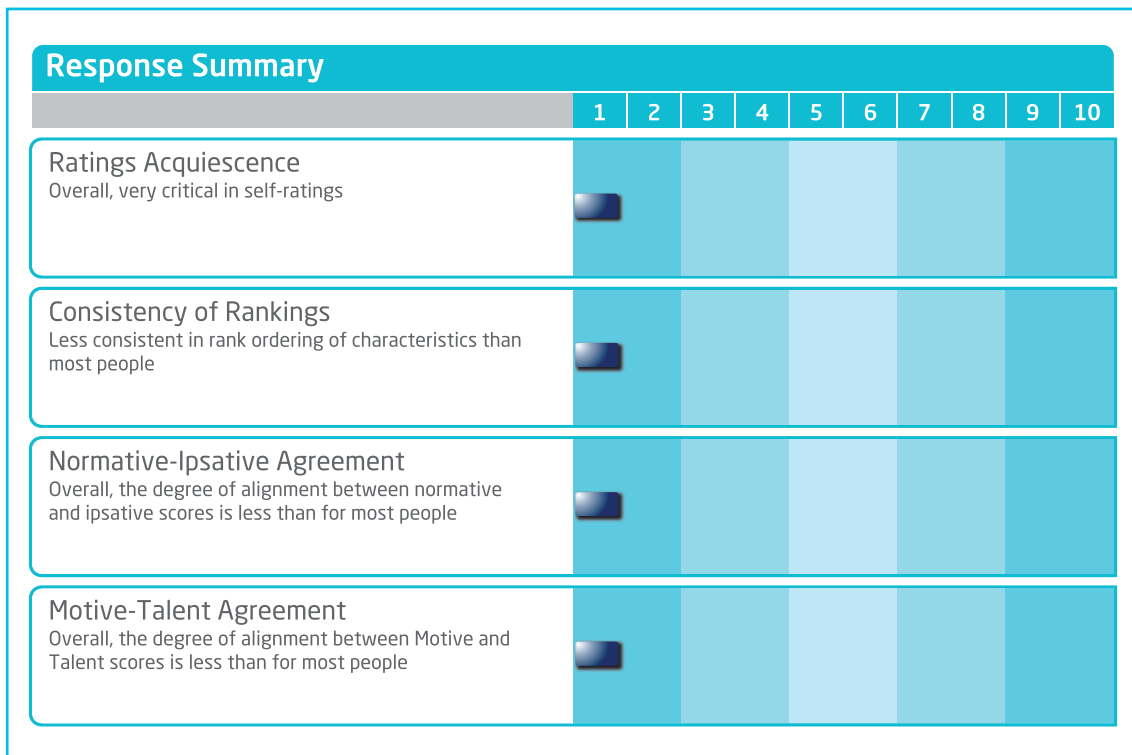 Response Summary
1 2 3 4 5 6 7 8 9 10
Ratings Acquiescence
Overall, very critical in self-ratings
Consistency of Rankings
Less consistent in rank ordering of characteristics than
most people
Normative-Ipsative Agreement
Overall, the degree of alignment between normative
and ipsative scores is less than for most people
Motive-Talent Agreement
Overall, the degree of alignment between Motive and
Talent scores is less than for most people